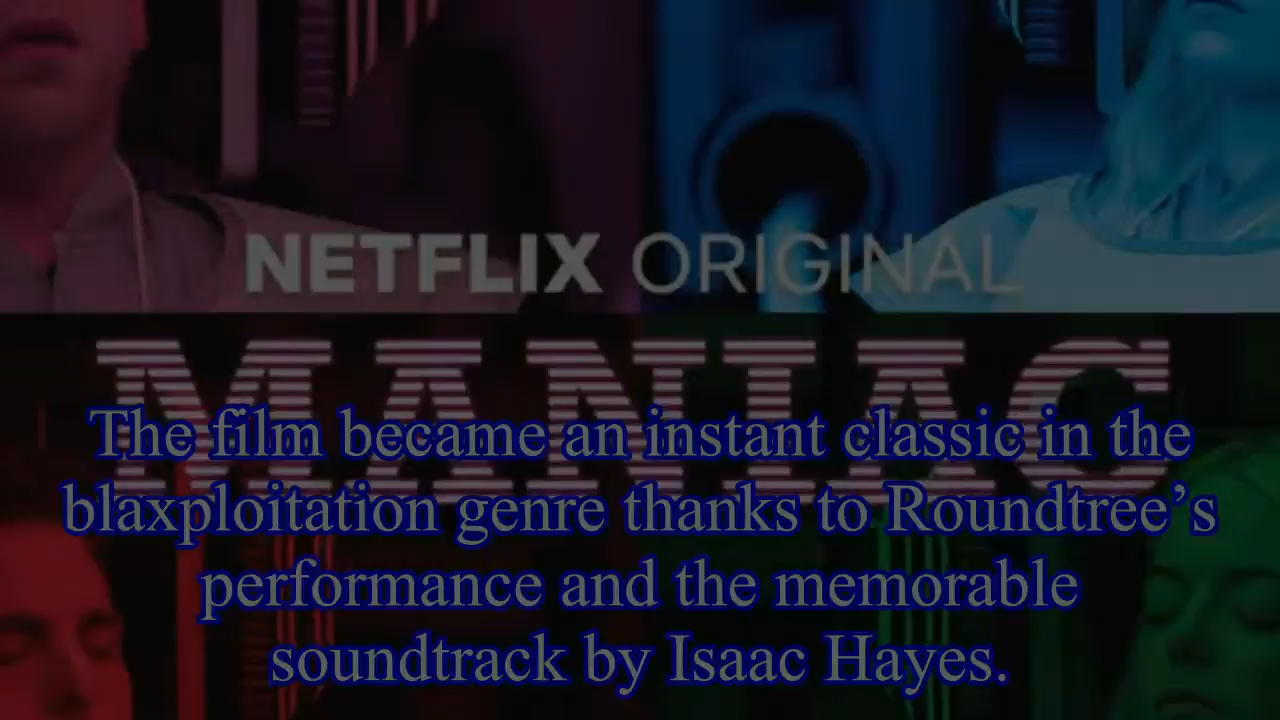 NETFLIX ORIGINAL
MANIAC
The film became an instant classic in the
blaxploitation genre thanks to Roundtree’s
performance and the memorable
soundtrack by Isaac Hayes.